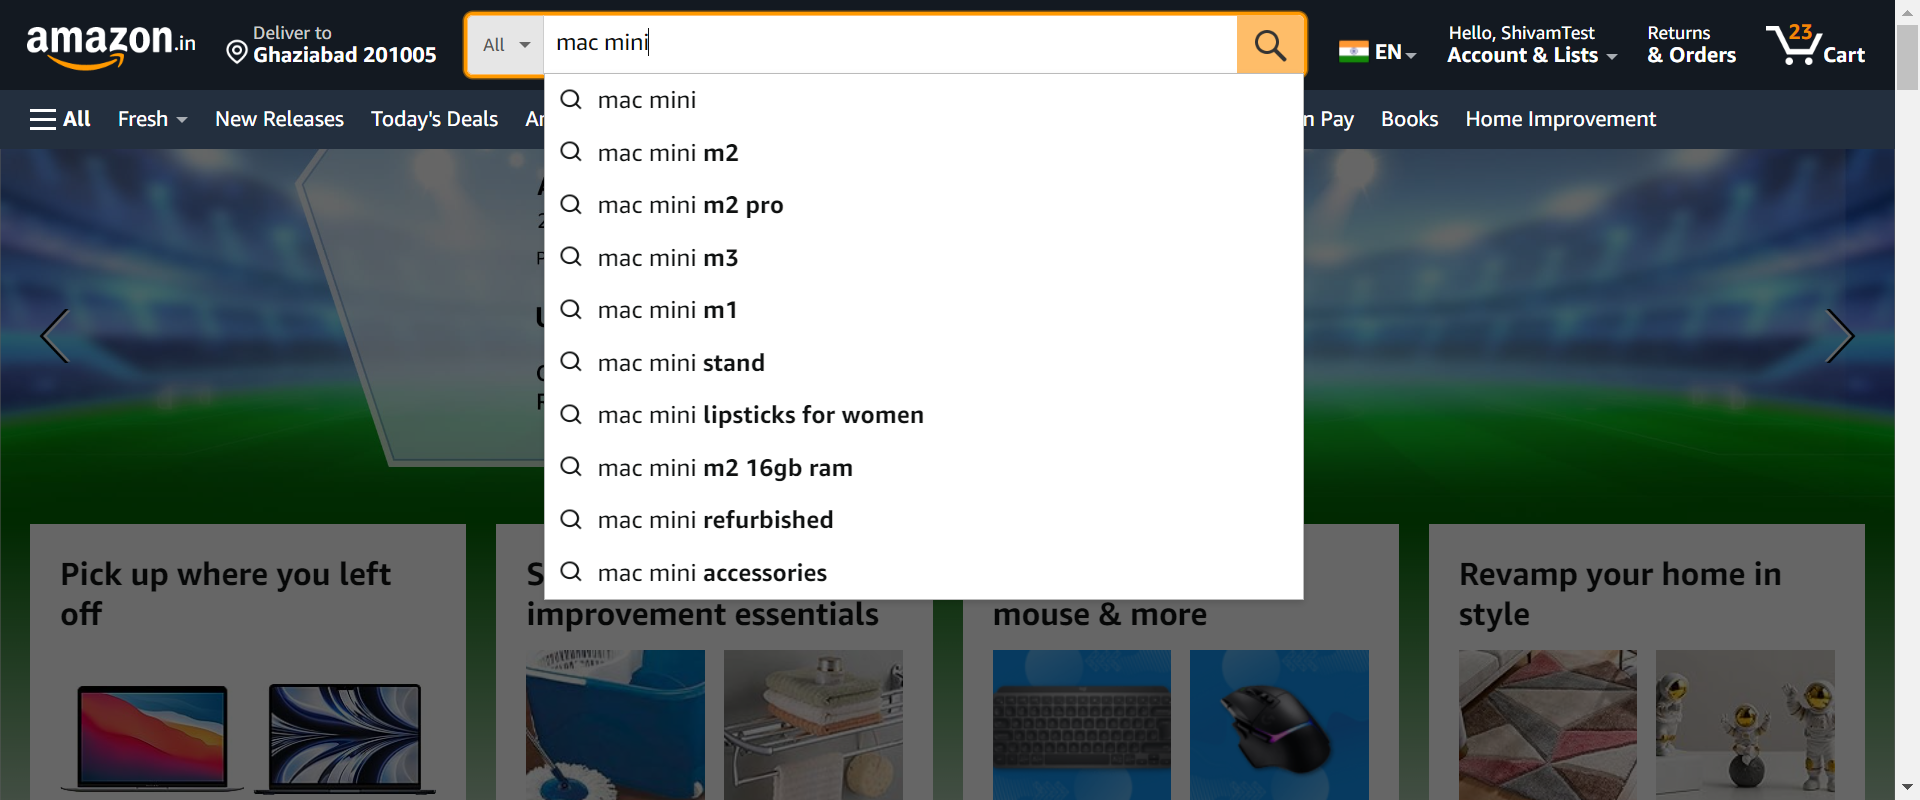 amazon.in
Deliver to
Ghaziabad 201005
All
mac mini
EN
Hello, ShivamTest
Account & Lists
Returns
& Orders
23
Cart
All
Fresh
New Releases
Today's Deals
Pay
Books
Home Improvement
mac mini
mac mini m2
mac mini m2 pro
mac mini m3
mac mini m1
mac mini stand
mac mini lipsticks for women
mac mini m2 16gb ram
mac mini refurbished
mac mini accessories
Pick up where you left
off
improvement essentials
mouse & more
Revamp your home in
style